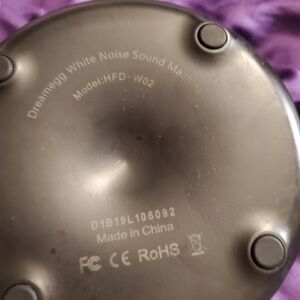 Dreamegg White Noise Sound Machine
Model:HFD-W02
D1B19L106092
Made in China
FC CE RoHS